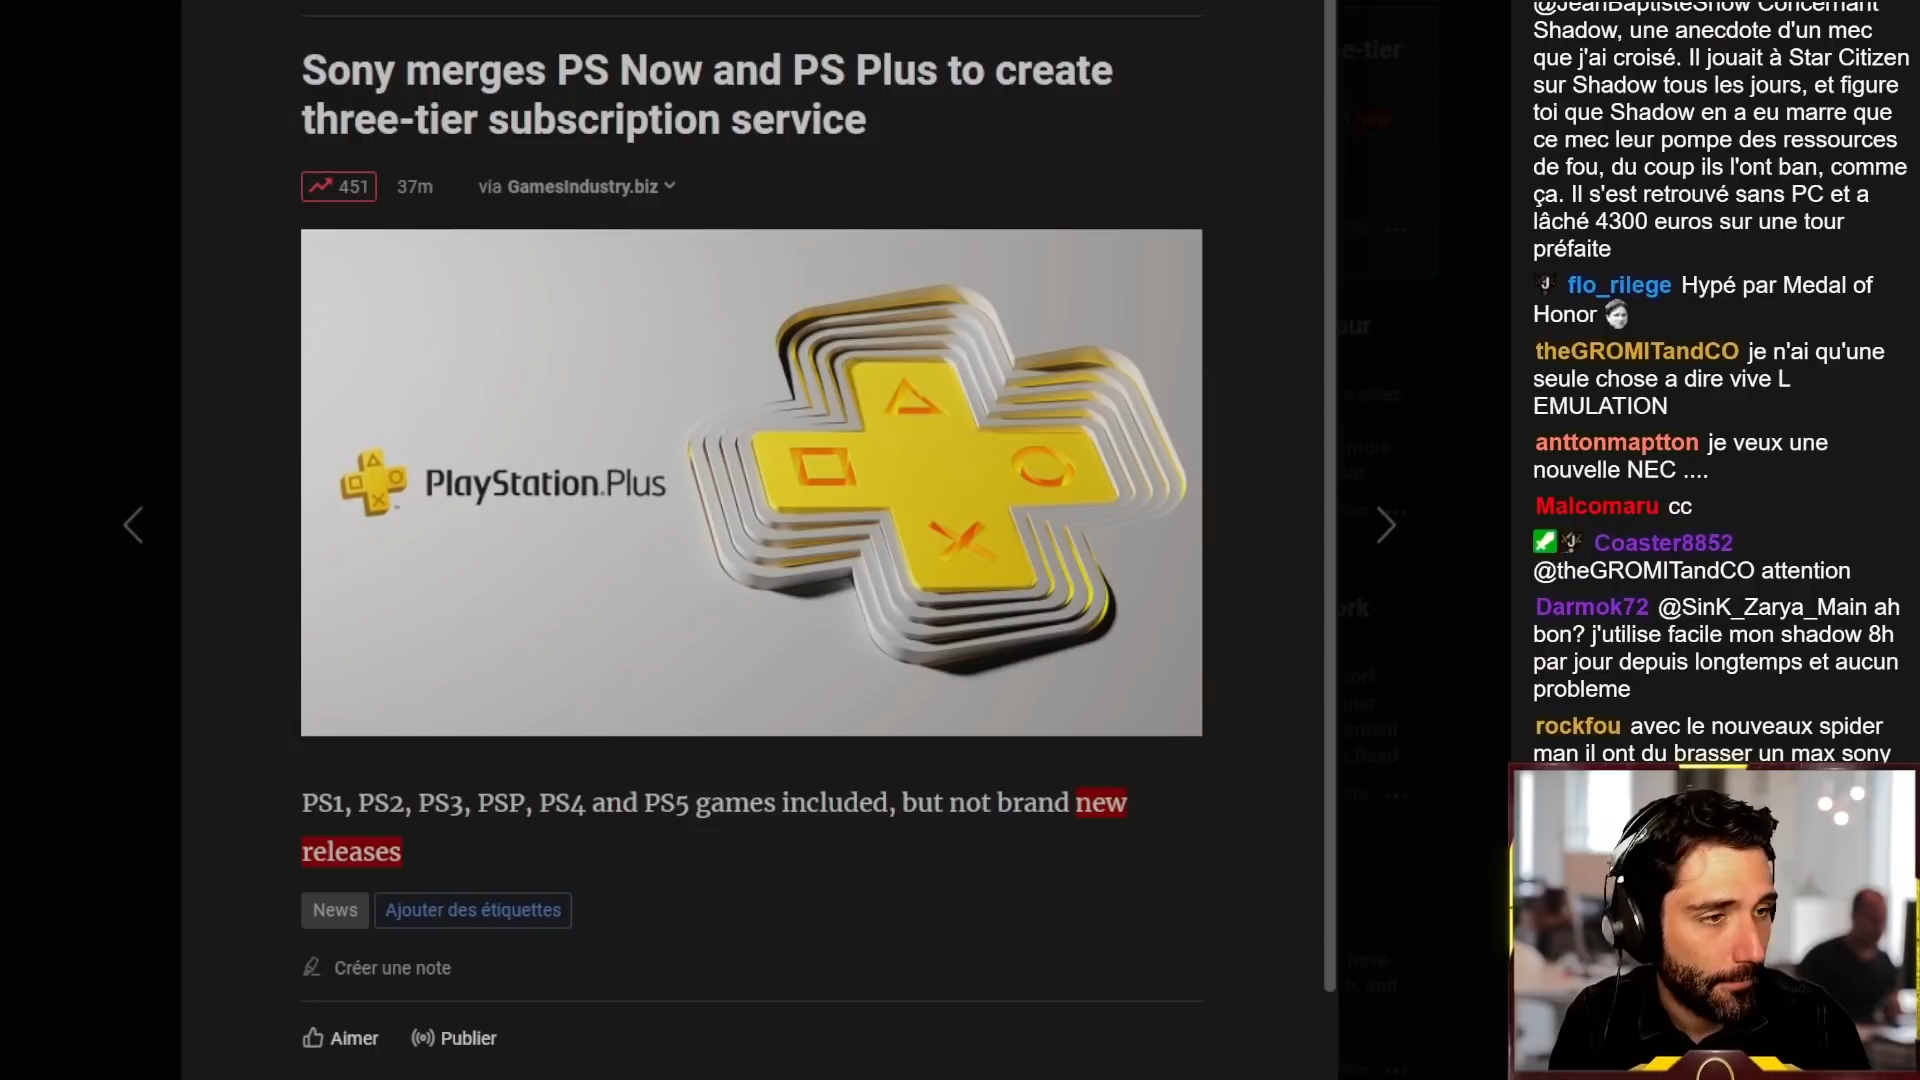 Sony merges PS Now and PS Plus to create
three-tier subscription service
451 37m via GamesIndustry.biz
PlayStation.Plus
PS1, PS2, PS3, PSP, PS4 and PS5 games included, but not brand new
releases
News Ajouter des étiquettes
Créer une note
Aimer Publier
e-tier
new
our
ork
@JeanBaptisteShow Concernant
Shadow, une anecdote d'un mec
que j'ai croisé. Il jouait à Star Citizen
sur Shadow tous les jours, et figure
toi que Shadow en a eu marre que
ce mec leur pompe des ressources
de fou, du coup ils l'ont ban, comme
ça. Il s'est retrouvé sans PC et a
lâché 4300 euros sur une tour
préfaite
flo_rilege Hypé par Medal of
Honor
theGROMITandCO je n'ai qu'une
seule chose a dire vive L
EMULATION
anttonmaptton je veux une
nouvelle NEC ....
Malcomaru cc
Coaster8852
@theGROMITandCO attention
Darmok72 @SinK_Zarya_Main ah
bon? j'utilise facile mon shadow 8h
par jour depuis longtemps et aucun
probleme
rockfou avec le nouveaux spider
man il ont du brasser un max sony